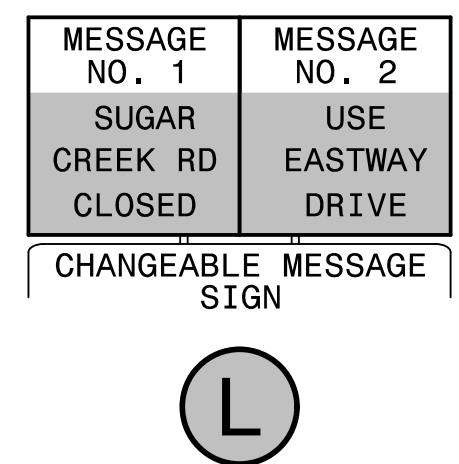 MESSAGE NO. 1
MESSAGE NO. 2
SUGAR CREEK RD CLOSED
USE EASTWAY DRIVE
CHANGEABLE MESSAGE
SIGN
L